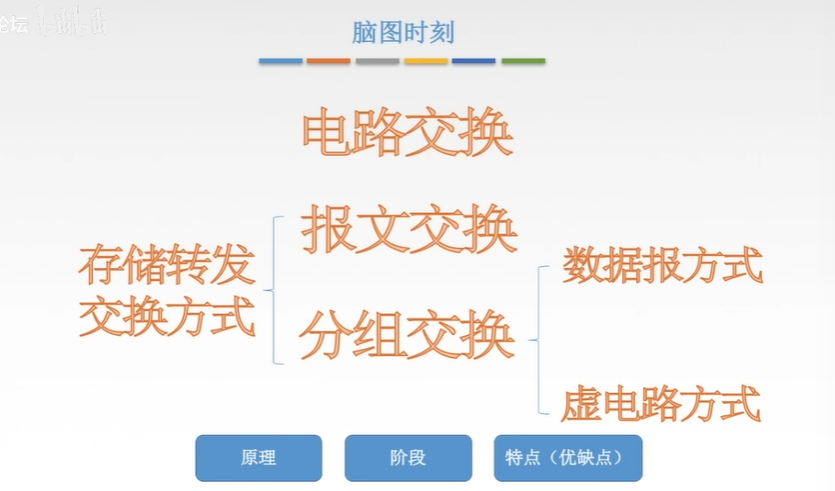 论坛
脑图时刻
电路交换
报文交换
存储转发
交换方式
分组交换
数据报方式
虚电路方式
原理
阶段
特点（优缺点）